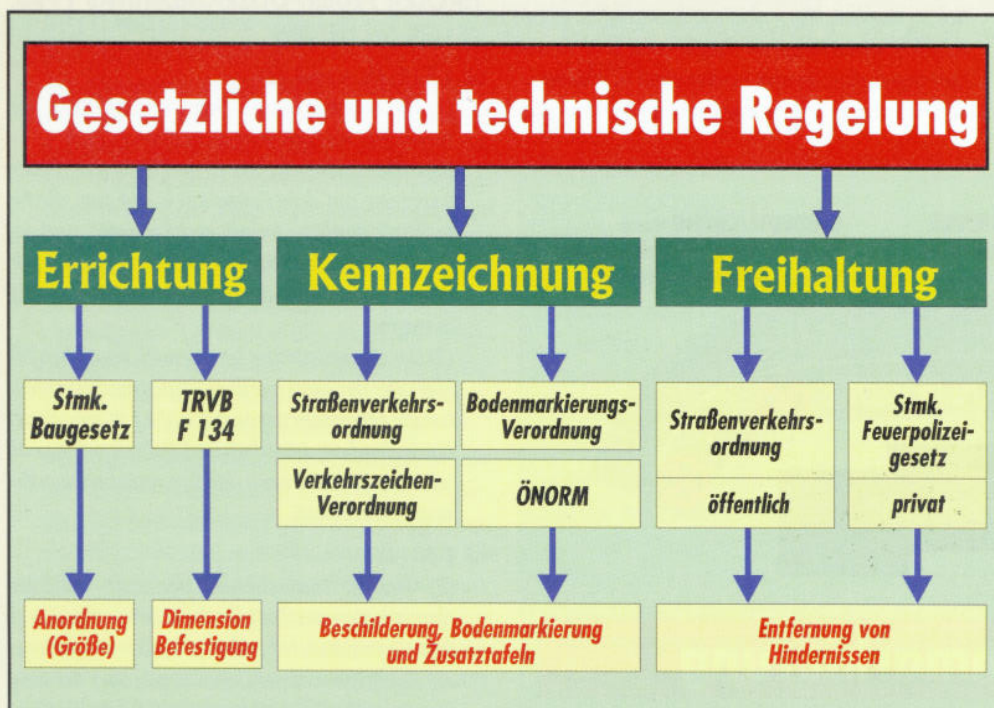 Gesetzliche und technische Regelung
Errichtung
Kennzeichnung
Freihaltung
Stmk.
Baugesetz
TRVB
F 134
Straßenverkehrs-
ordnung
Bodenmarkierungs-
Verordnung
Verkehrszeichen-
Verordnung
ÖNORM
Straßenverkehrs-
ordnung
öffentlich
Stmk.
Feuerpolizei-
gesetz
privat
Anordnung
(Größe)
Dimension
Befestigung
Beschilderung, Bodenmarkierung
und Zusatztafeln
Entfernung von
Hindernissen